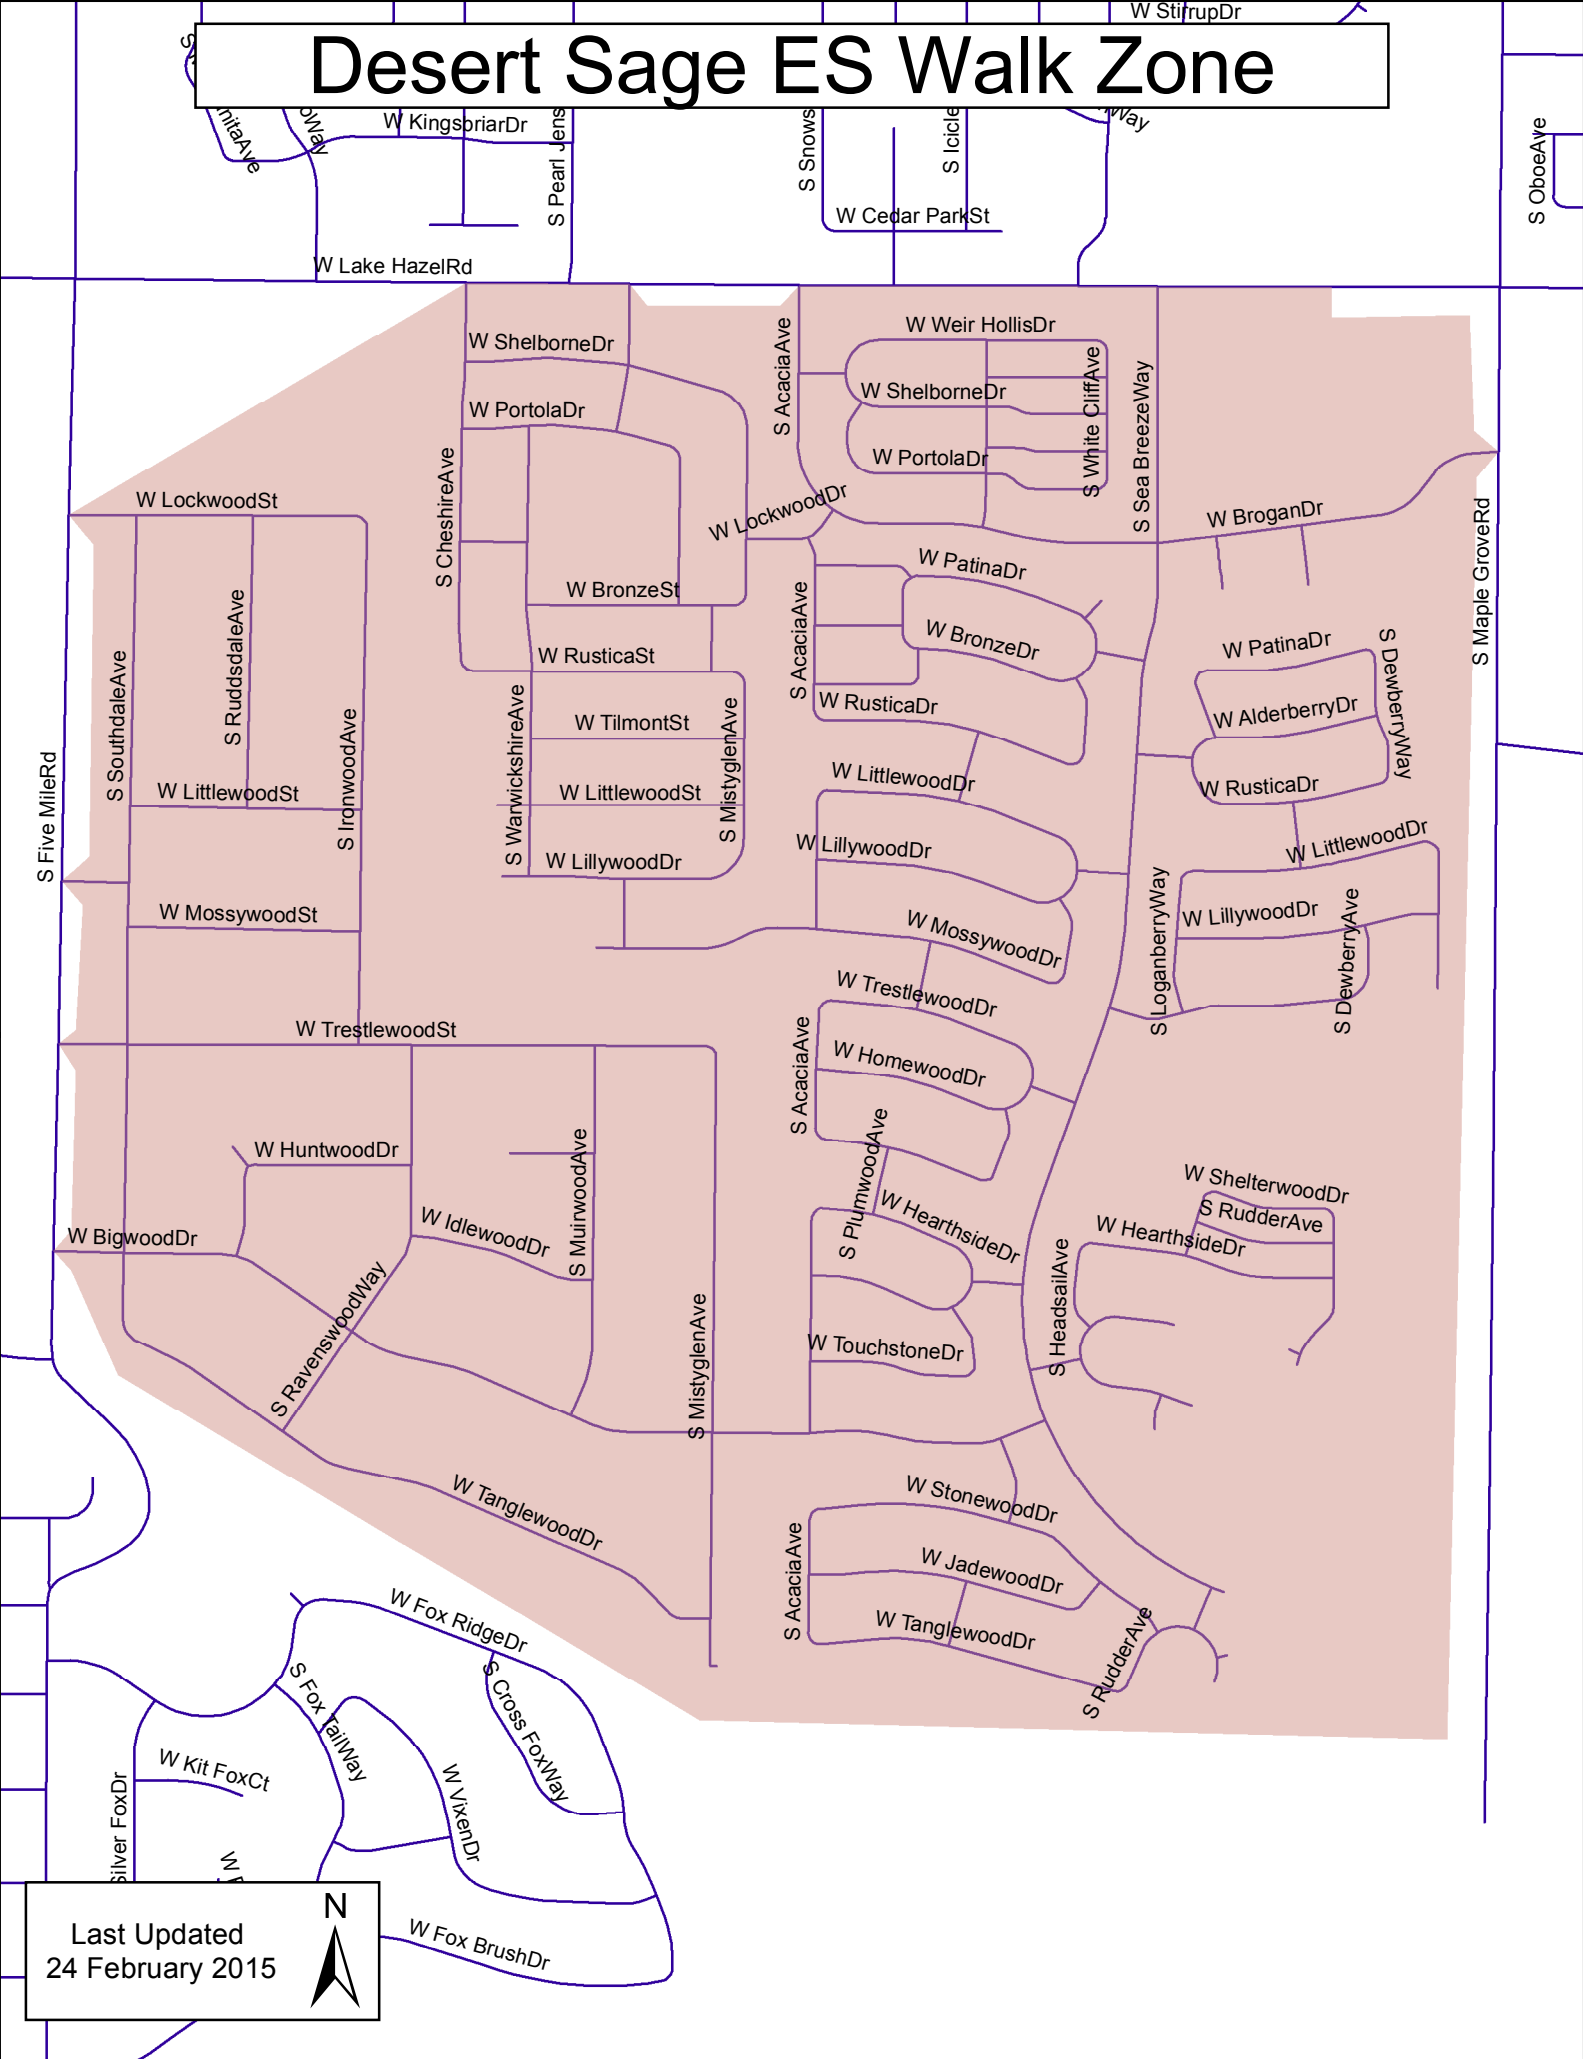 W StirrupDr
Desert Sage ES Walk Zone
W KingsbriarDr
S Pearl Jens
S Snows
S Icicle
S OboeAve
W Cedar ParkSt
W Lake HazelRd
W Weir HollisDr
W ShelborneDr
S AcaciaAve
W ShelborneDr
S White CliffAve
S Sea BreezeWay
W PortolaDr
W PortolaDr
S CheshireAve
W LockwoodSt
W LockwoodDr
W BroganDr
S Maple GroveRd
W PatinaDr
W BronzeSt
S AcaciaAve
W BronzeDr
W PatinaDr
S DewberryWay
S RuddsdaleAve
S SouthdaleAve
W RusticaSt
W RusticaDr
W AlderberryDr
S IronwoodAve
S WarwickshireAve
W TilmontSt
S MistyglenAve
S Five MileRd
W LittlewoodSt
W LittlewoodSt
W LittlewoodDr
W RusticaDr
W LillywoodDr
W LillywoodDr
W LittlewoodDr
W MossywoodSt
W MossywoodDr
S LoganberryWay
W LillywoodDr
S DewberryAve
W TrestlewoodSt
W TrestlewoodDr
S AcaciaAve
W HomewoodDr
W HuntwoodDr
S MuirwoodAve
S PlumwoodAve
W ShelterwoodDr
S RudderAve
W BigwoodDr
W IdlewoodDr
W HearthsideDr
W HearthsideDr
S RavenswoodWay
S MistyglenAve
W TouchstoneDr
S HeadsailAve
W TanglewoodDr
W StonewoodDr
S AcaciaAve
W JadewoodDr
W TanglewoodDr
S RudderAve
W Fox RidgeDr
S Fox TailWay
S Cross FoxWay
W Kit FoxCt
W VixenDr
Silver FoxDr
W Fox BrushDr
Last Updated
24 February 2015
N